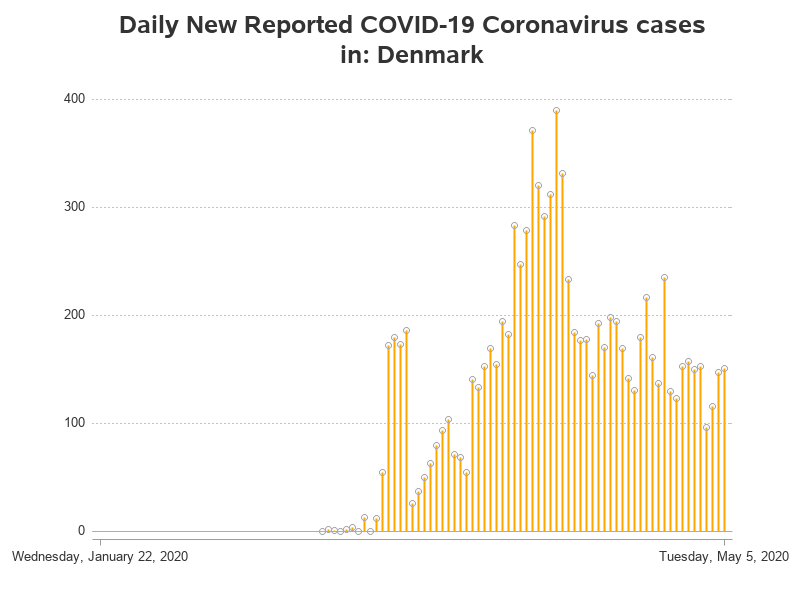 Daily New Reported COVID-19 Coronavirus cases
in: Denmark
400
300
200
100
0
Wednesday, January 22, 2020
Tuesday, May 5, 2020